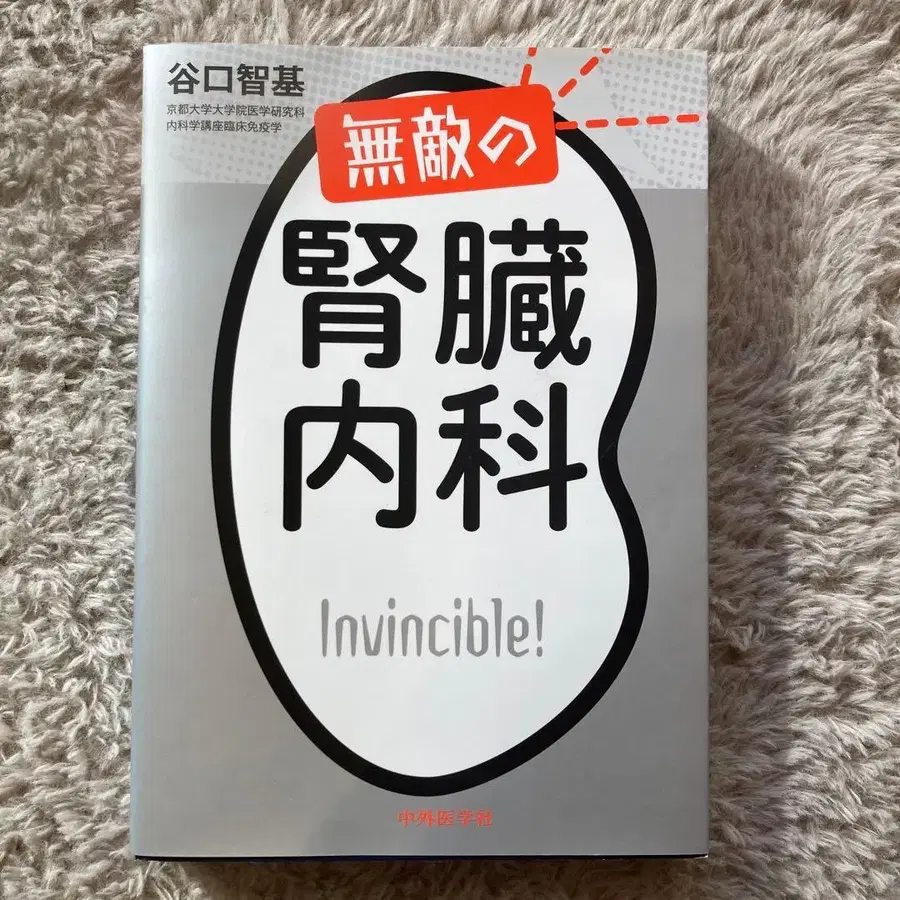 谷口智基
京都大学大学院医学研究科
内科学講座臨床免疫学
無敵の
腎臓
内科
Invincible!
中外医学社